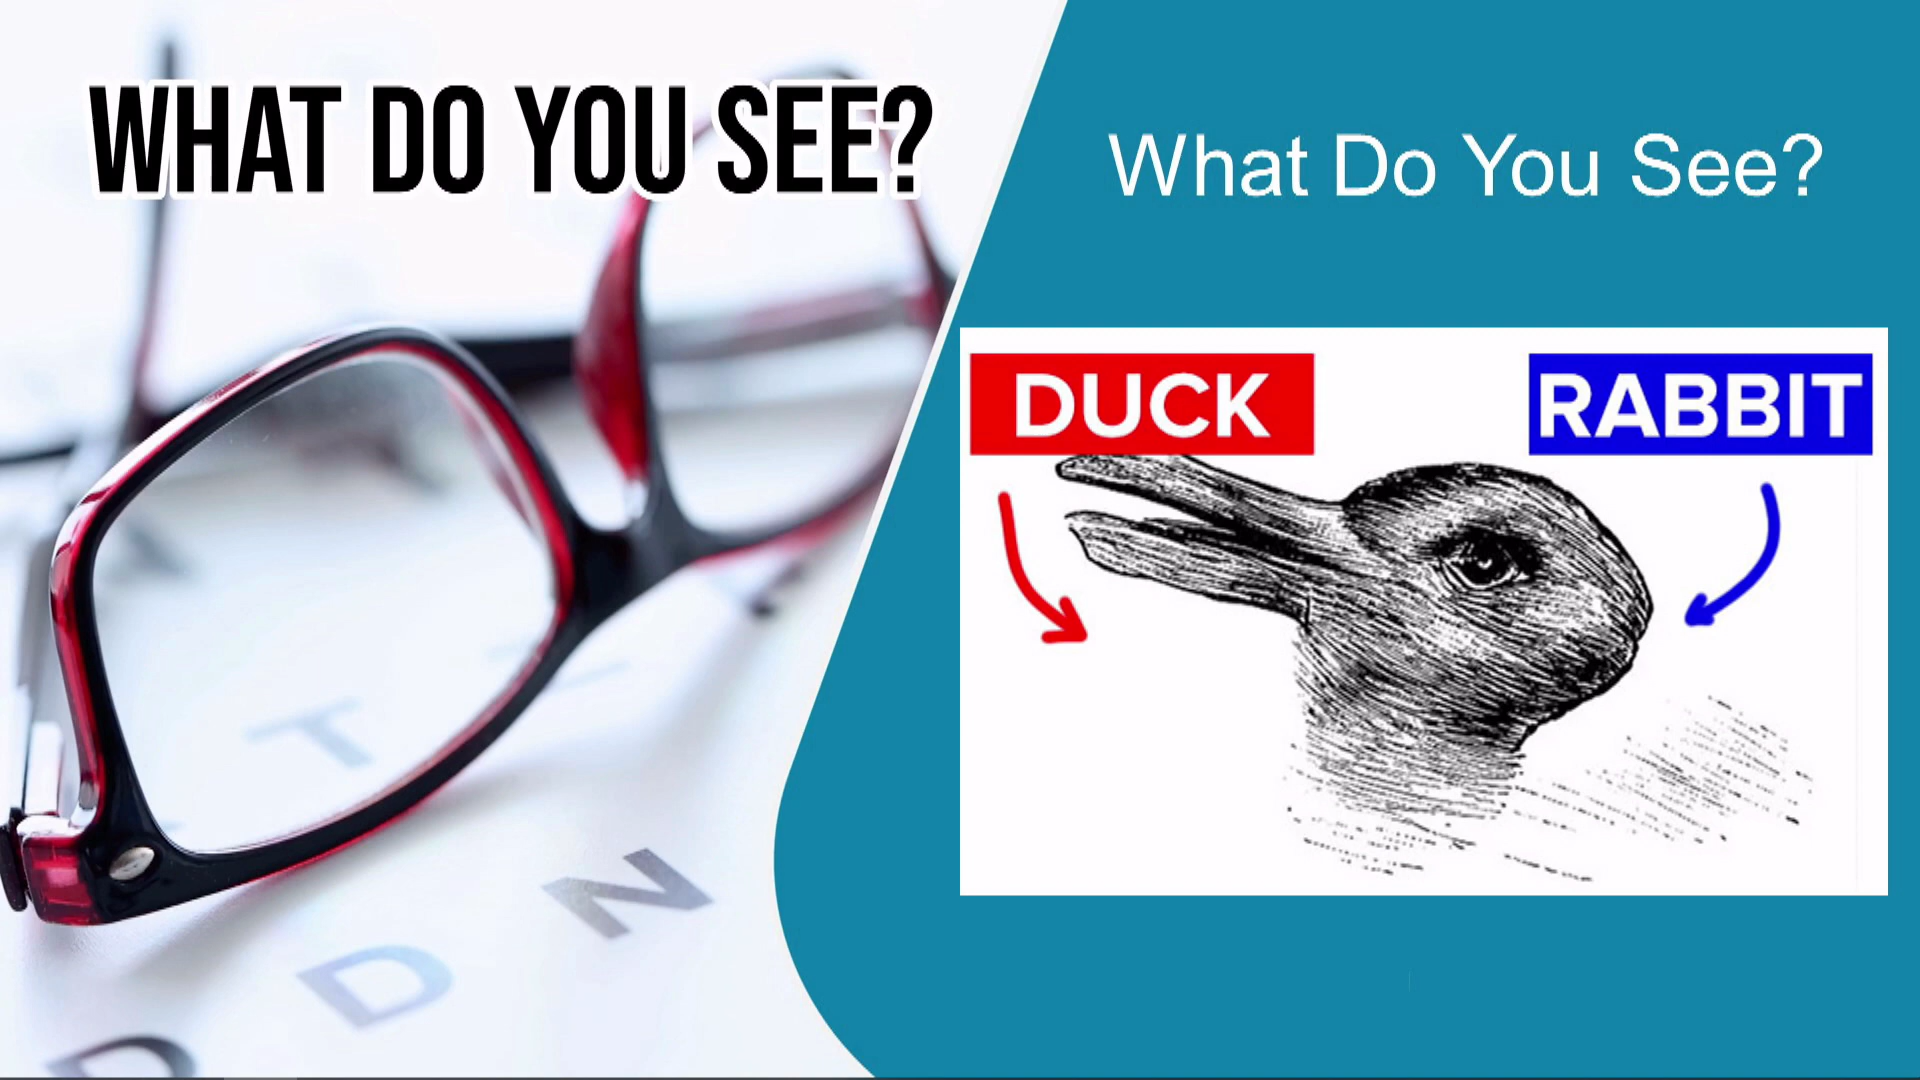 WHAT DO YOU SEE?
What Do You See?
DUCK
RABBIT
T
N
D
D